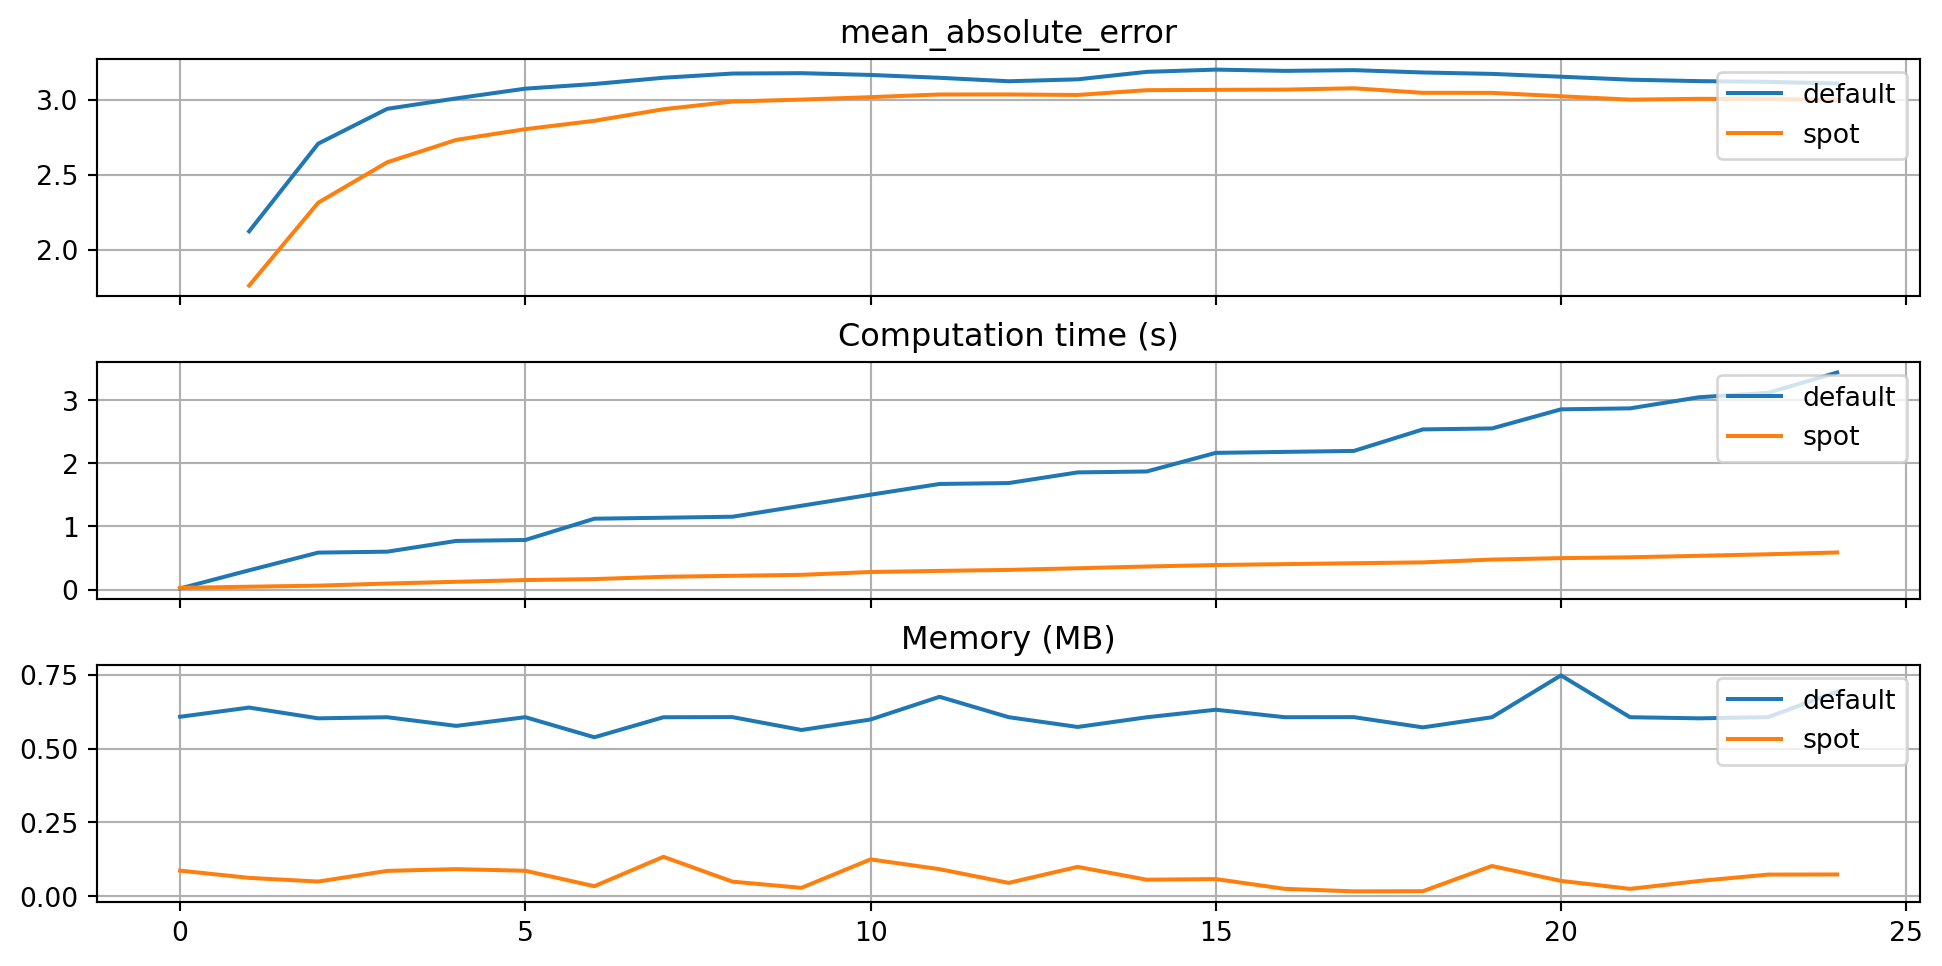 mean_absolute_error
3.0
2.5
2.0
default
spot
Computation time (s)
3
2
1
0
default
spot
Memory (MB)
0.75
0.50
0.25
0.00
default
spot
0 5 10 15 20 25